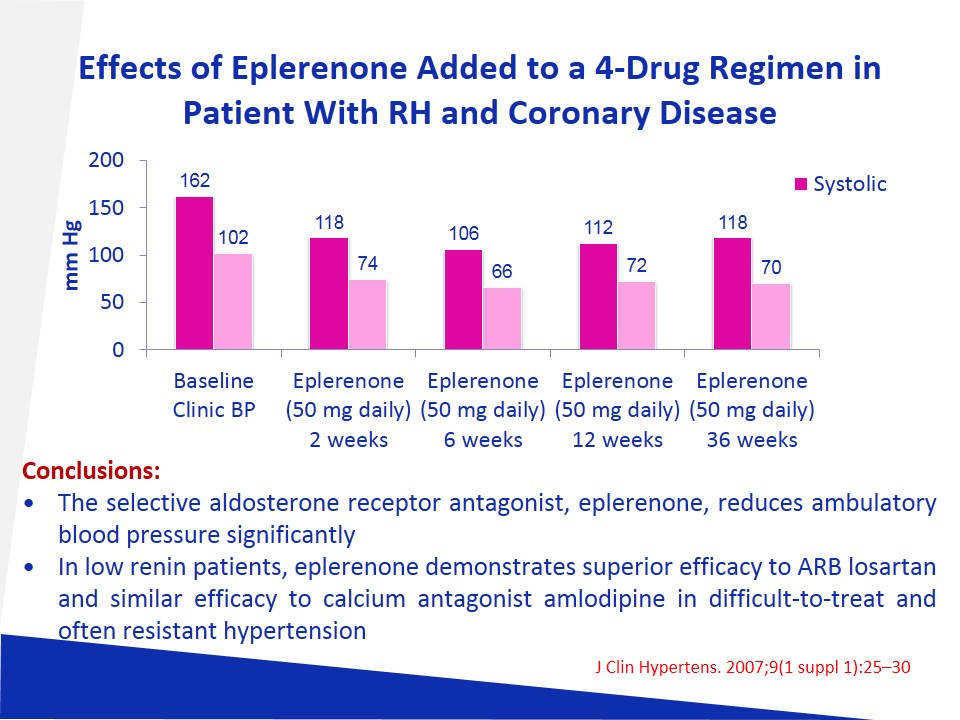 Effects of Eplerenone Added to a 4-Drug Regimen in
Patient With RH and Coronary Disease
200
150
100
50
0
mm Hg
162
102
118
74
106
66
112
72
118
70
Systolic
Baseline
Clinic BP
Eplerenone
(50 mg daily)
2 weeks
Eplerenone
(50 mg daily)
6 weeks
Eplerenone
(50 mg daily)
12 weeks
Eplerenone
(50 mg daily)
36 weeks
Conclusions:
• The selective aldosterone receptor antagonist, eplerenone, reduces ambulatory
blood pressure significantly
• In low renin patients, eplerenone demonstrates superior efficacy to ARB losartan
and similar efficacy to calcium antagonist amlodipine in difficult-to-treat and
often resistant hypertension
J Clin Hypertens. 2007;9(1 suppl 1):25–30